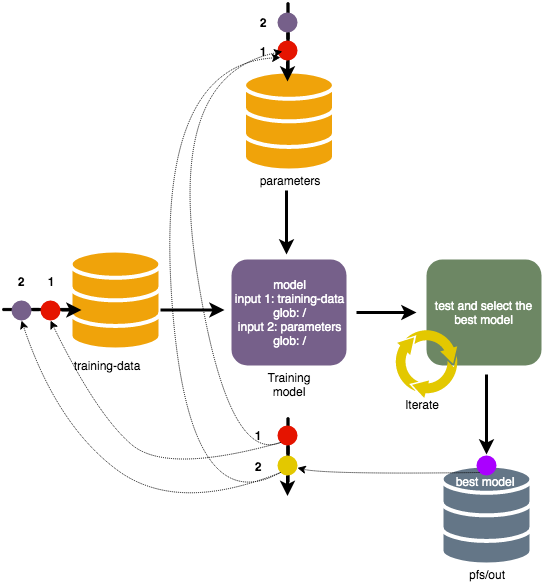 2
1
parameters
2
1
training-data
model
input 1: training-data
glob: /
input 2: parameters
glob: /
Training
model
test and select the
best model
Iterate
1
2
best model
pfs/out